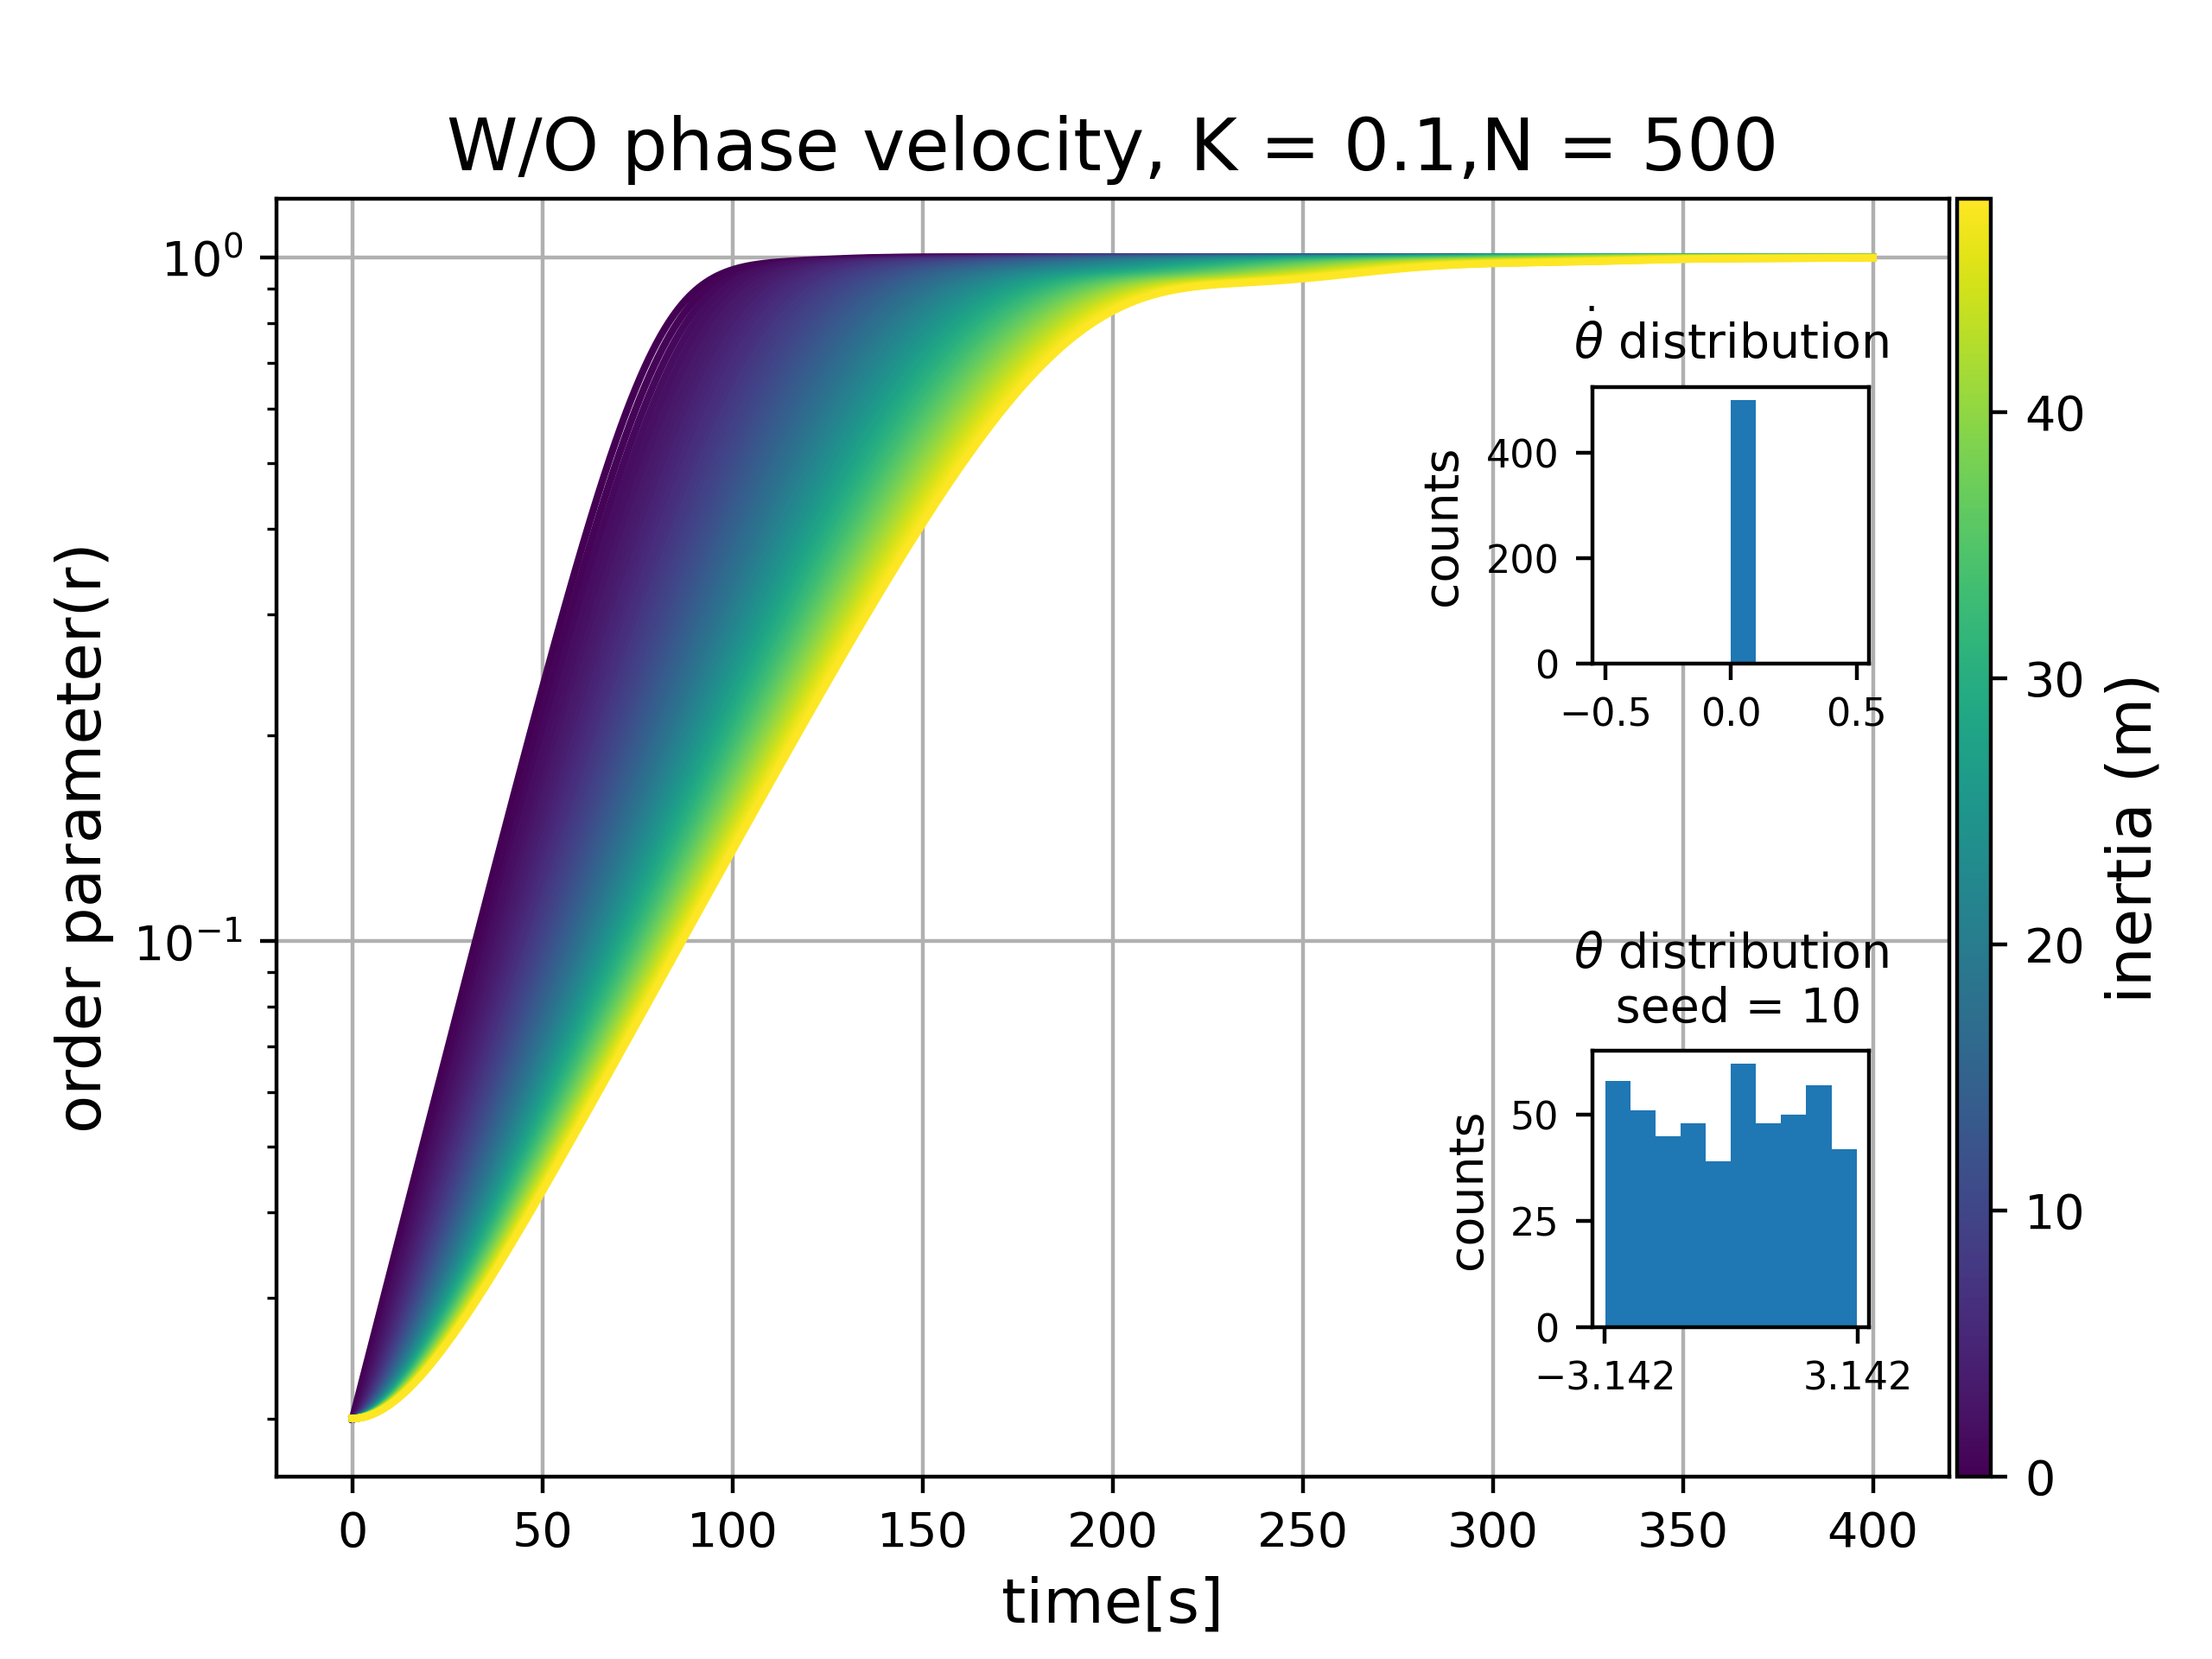 W/O phase velocity, K = 0.1,N = 500
order parameter(r)
10⁰
10⁻¹
0 50 100 150 200 250 300 350 400
time[s]
θ̇ distribution
counts
400
200
0
−0.5 0.0 0.5
θ distribution
seed = 10
counts
50
25
0
−3.142 3.142
40
30
20
10
0
inertia (m)